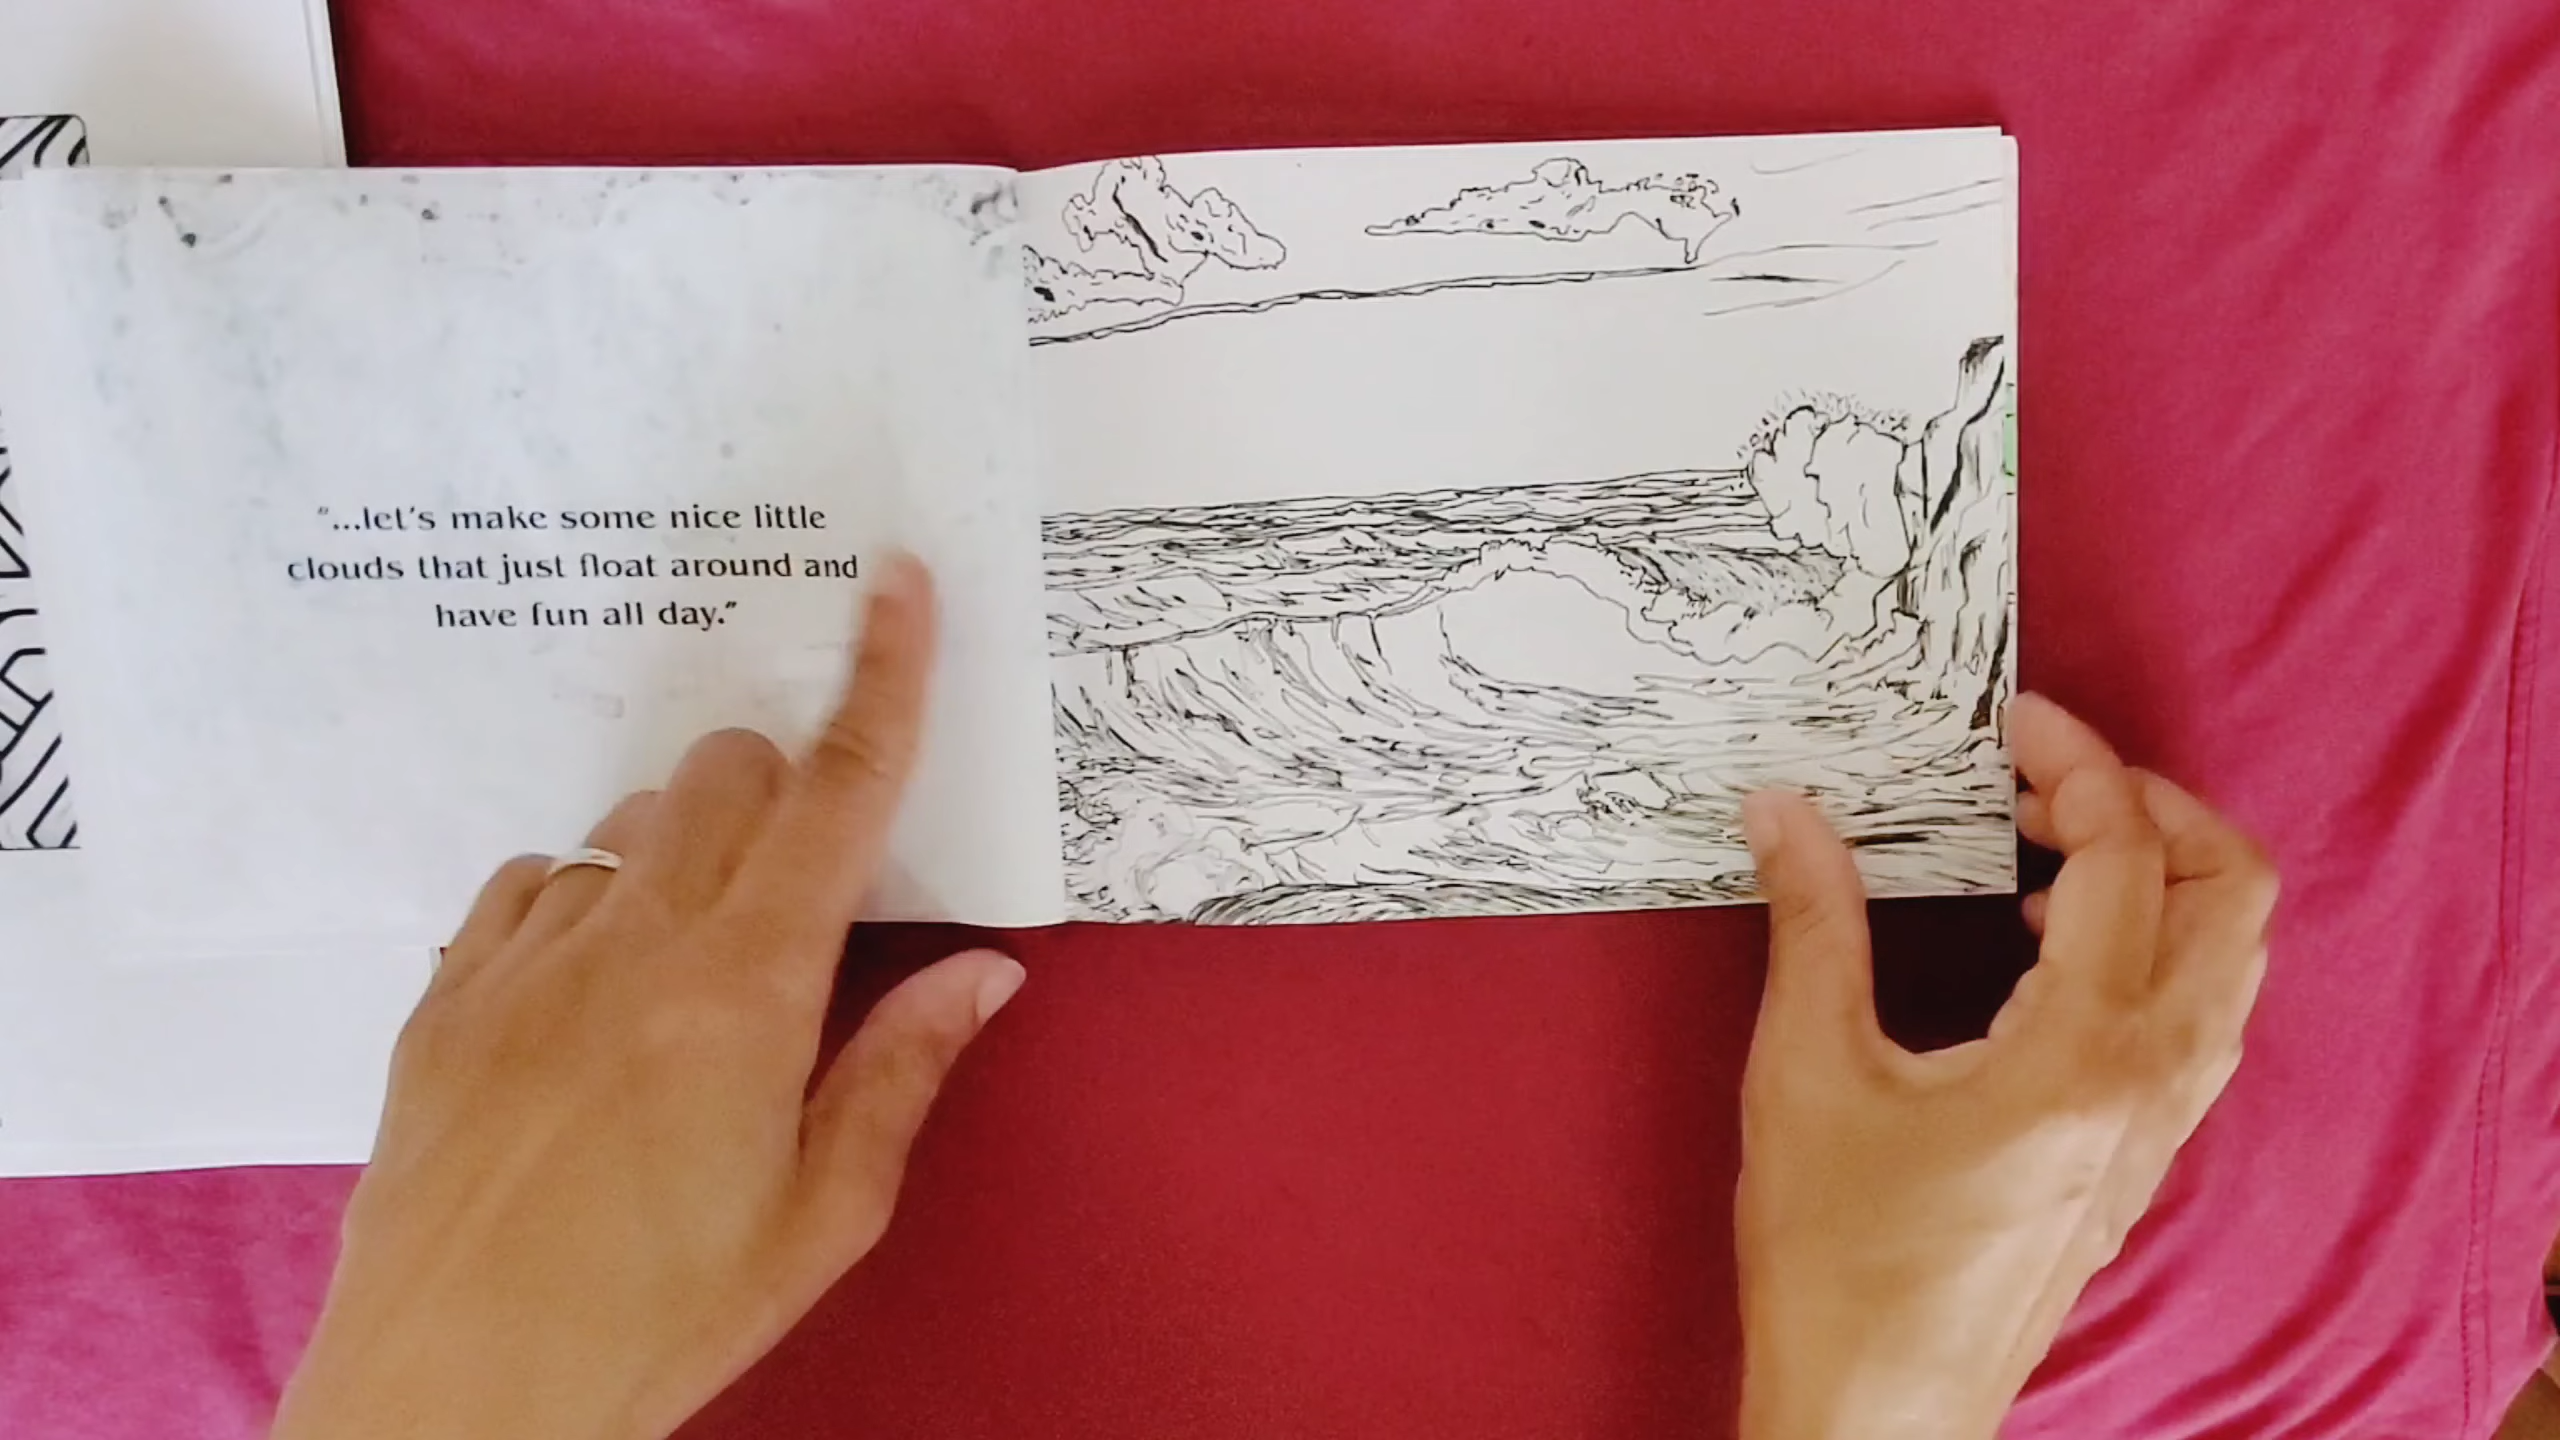 "...let's make some nice little
clouds that just float around and
have fun all day."